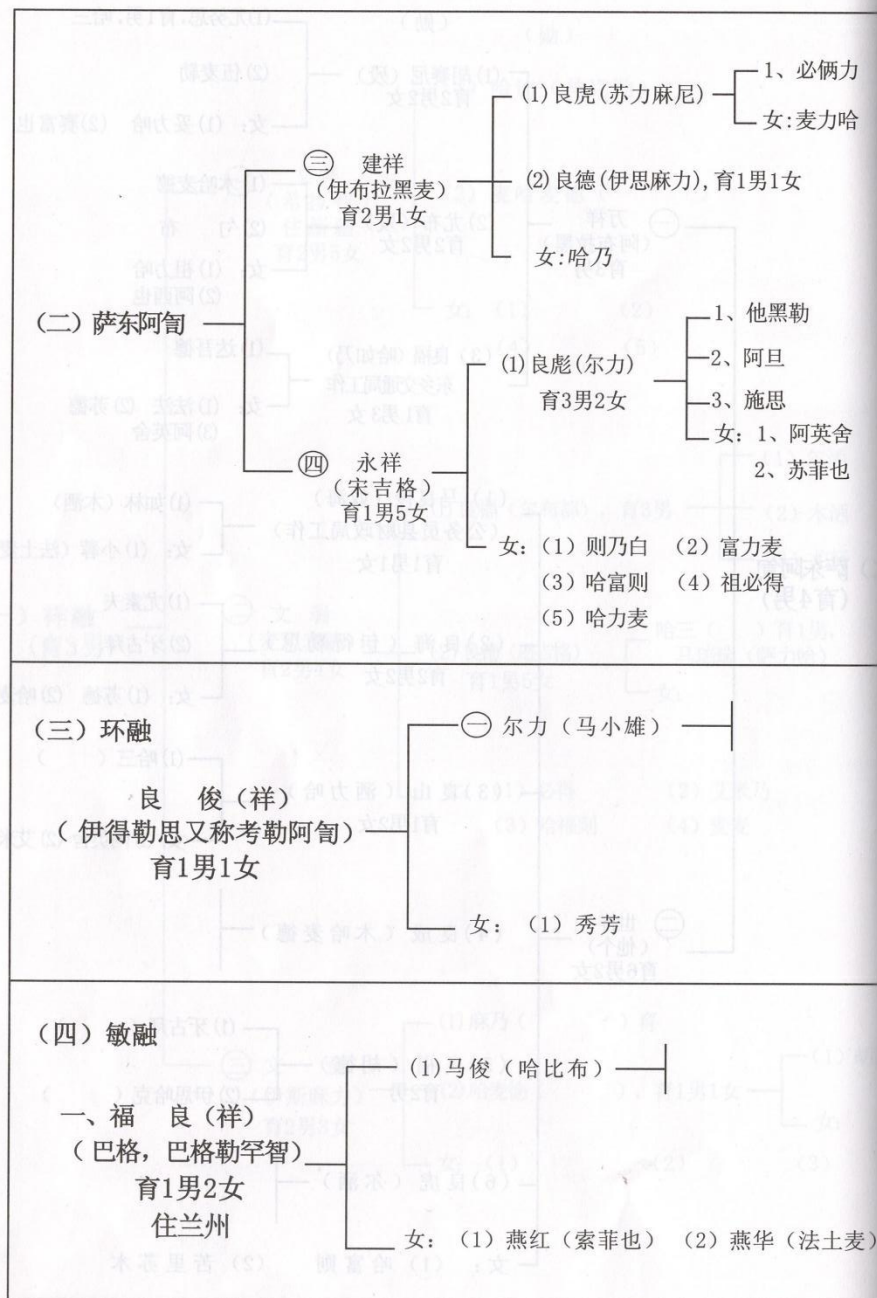 (二)萨东阿訇
㊂ 建祥
(伊布拉黑麦)
育2男1女
(1)良虎(苏力麻尼)
1、必俩力
女:麦力哈
(2)良德(伊思麻力),育1男1女
女:哈乃
㊃ 永祥
(宋吉格)
育1男5女
(1)良彪(尔力)
育3男2女
1、他黑勒
2、阿旦
3、施思
女:1、阿英舍
2、苏菲也
女:(1)则乃白 (2)富力麦
(3)哈富则 (4)祖必得
(5)哈力麦
(三)环融
良 俊(祥)
(伊得勒思又称考勒阿訇)
育1男1女
㊀ 尔力(马小雄)
女:(1)秀芳
(四)敏融
一、福 良(祥)
(巴格，巴格勒罕智)
育1男2女
住兰州
(1)马俊(哈比布)
女:(1)燕红(索菲也) (2)燕华(法土麦)